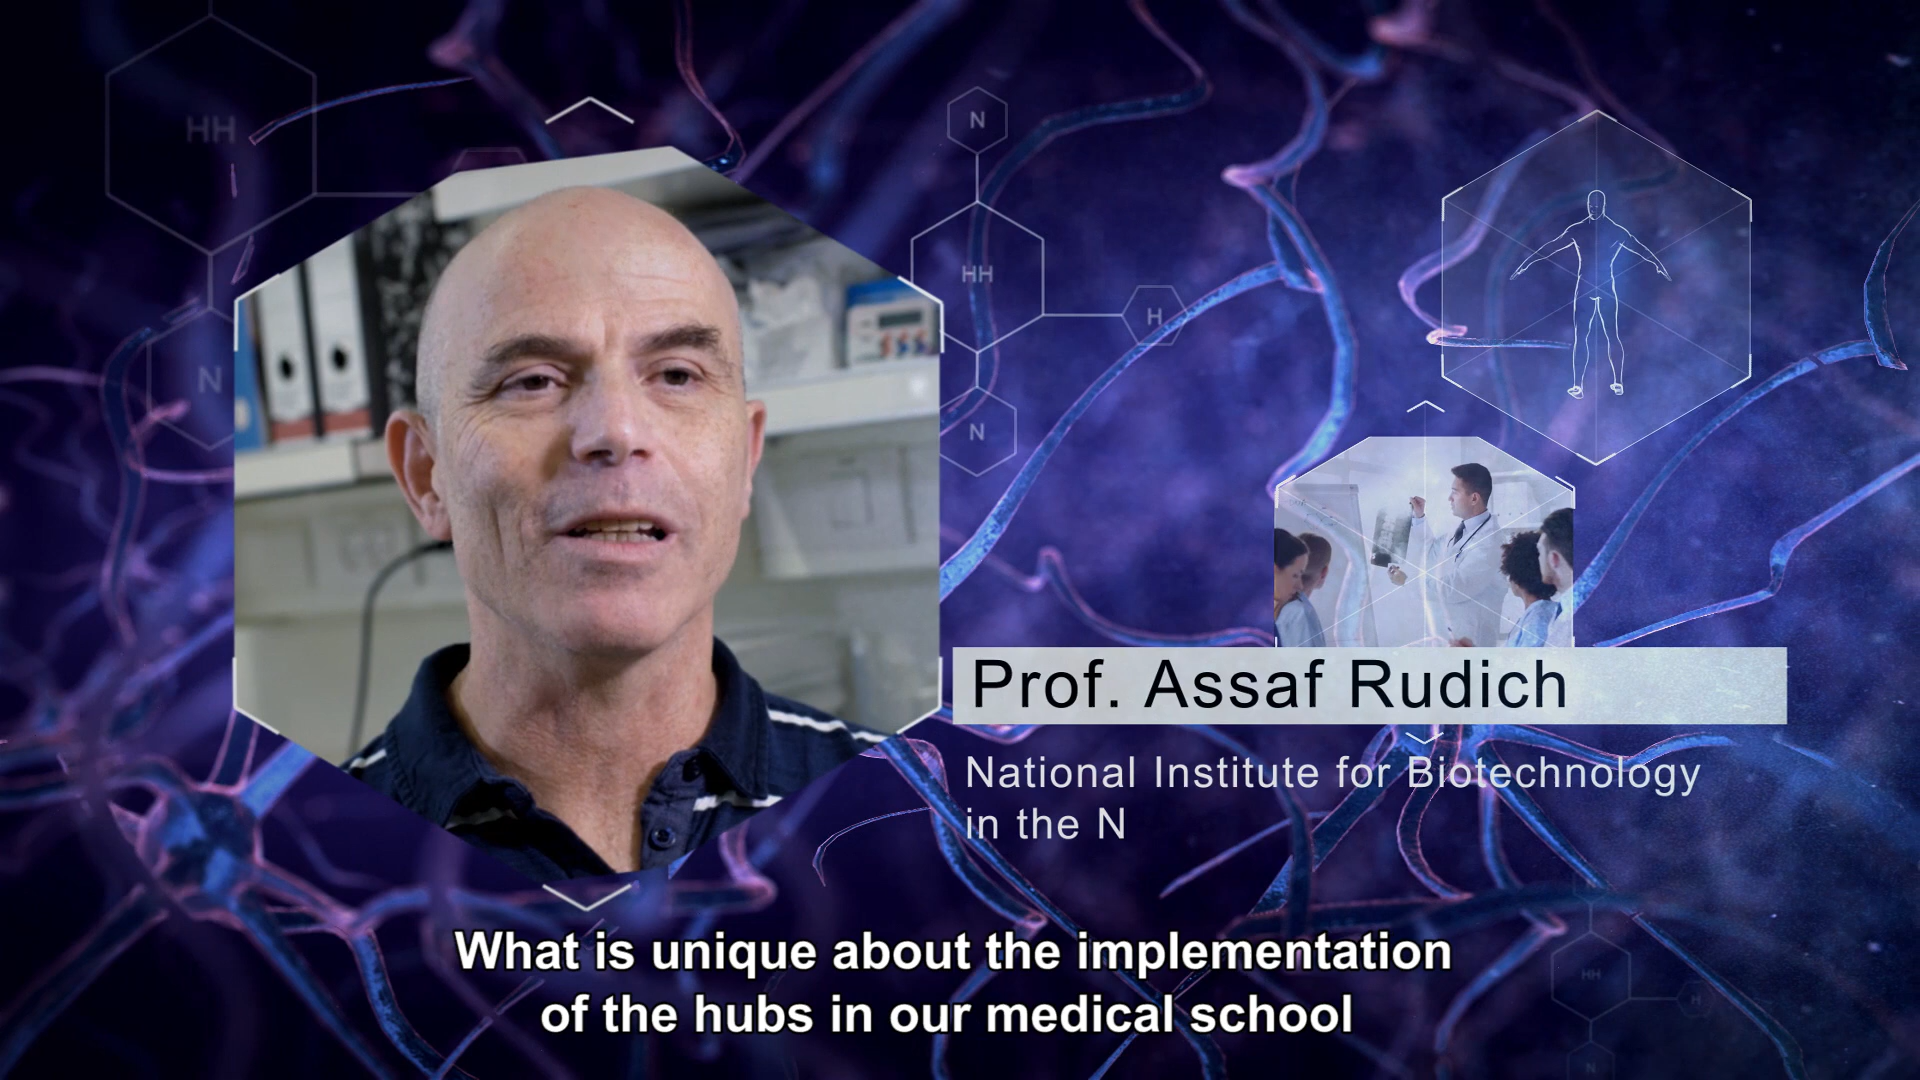 HH
N
N
HH
H
N
Prof. Assaf Rudich
National Institute for Biotechnology
in the N
What is unique about the implementation
of the hubs in our medical school
HH
H
N